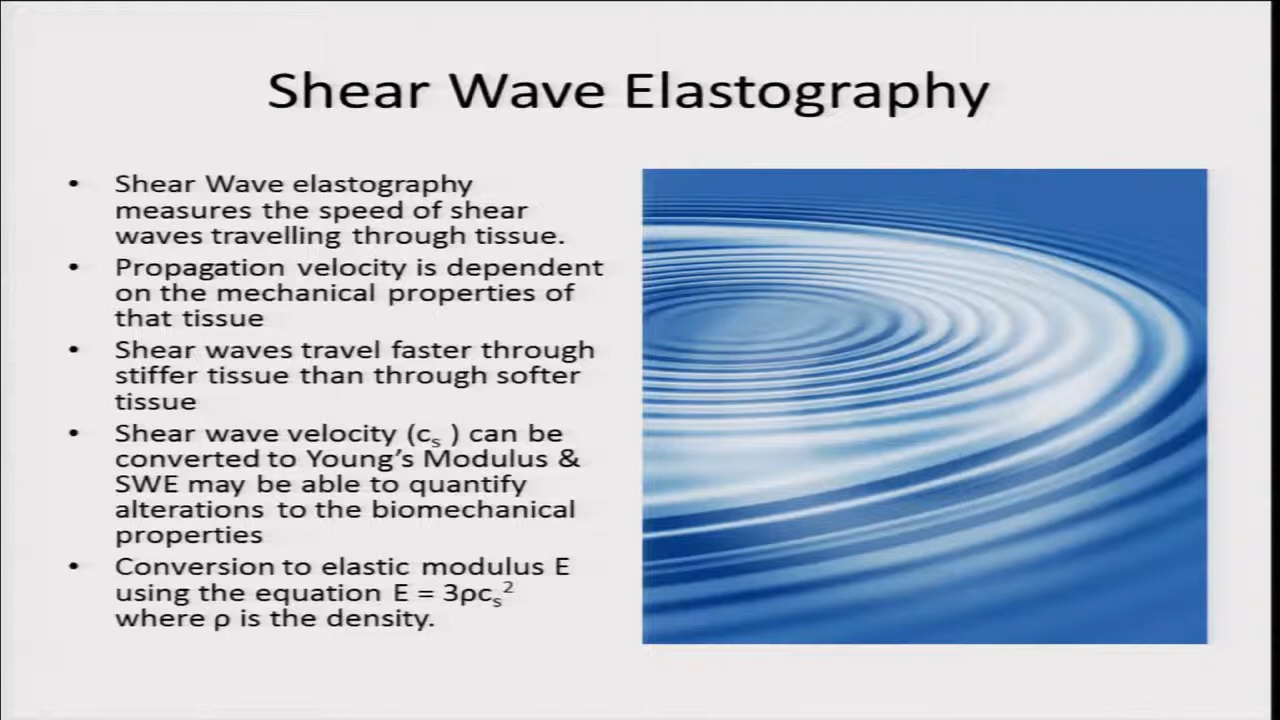 Shear Wave Elastography
• Shear Wave elastography
measures the speed of shear
waves travelling through tissue.
• Propagation velocity is dependent
on the mechanical properties of
that tissue
• Shear waves travel faster through
stiffer tissue than through softer
tissue
• Shear wave velocity (cₛ ) can be
converted to Young’s Modulus &
SWE may be able to quantify
alterations to the biomechanical
properties
• Conversion to elastic modulus E
using the equation E = 3ρcₛ²
where ρ is the density.